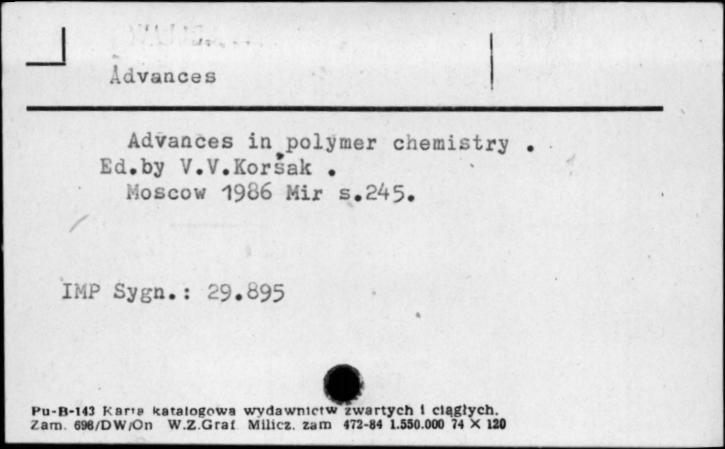 Advances
Advances in polymer chemistry .
Ed.by V.V.Koršak .
Moscow 1986 Mir s.245.
IMP Sygn.: 29.895
Pu-B-143 Karta katalogowa wydawnictw zwartych i ciągłych.
Zam. 698/DW/On W.Z.Graf. Milicz. zam 472-84 1.550.000 74 X 120